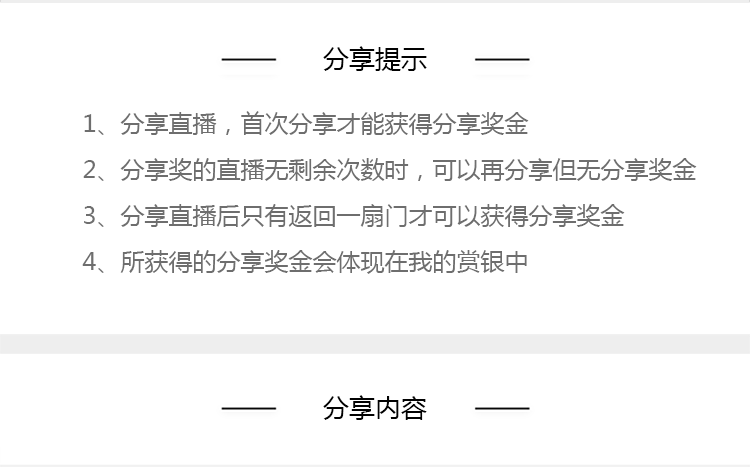 分享提示
1、分享直播，首次分享才能获得分享奖金
2、分享奖的直播无剩余次数时，可以再分享但无分享奖金
3、分享直播后只有返回一扇门才可以获得分享奖金
4、所获得的分享奖金会体现在我的赏银中
分享内容